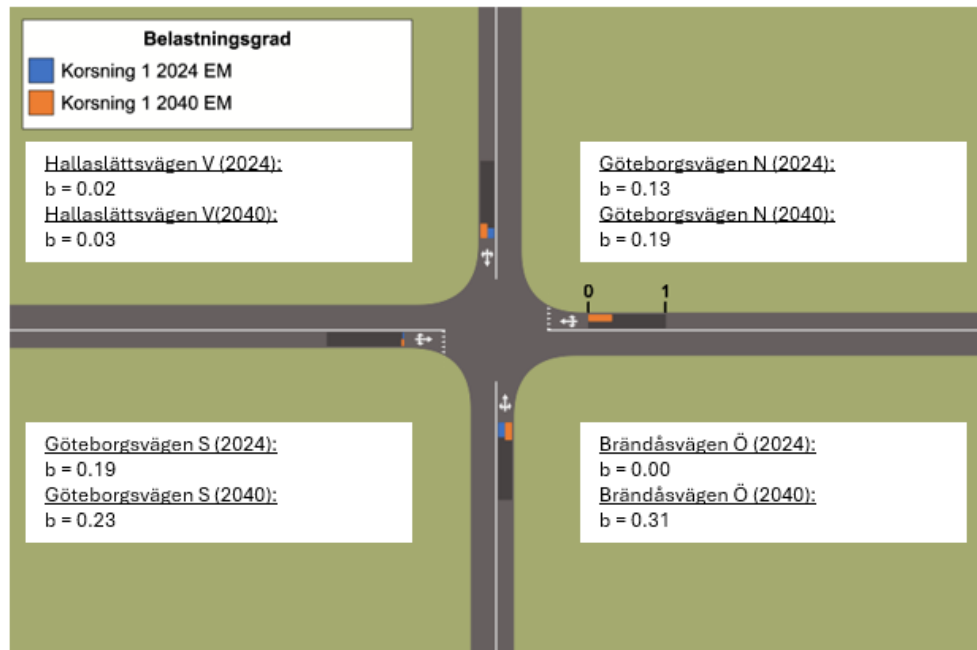 Belastningsgrad
Korsning 1 2024 EM
Korsning 1 2040 EM
Hallaslättsvägen V (2024):
b = 0.02
Hallaslättsvägen V(2040):
b = 0.03
Göteborgsvägen N (2024):
b = 0.13
Göteborgsvägen N (2040):
b = 0.19
0 1
Göteborgsvägen S (2024):
b = 0.19
Göteborgsvägen S (2040):
b = 0.23
Brändåsvägen Ö (2024):
b = 0.00
Brändåsvägen Ö (2040):
b = 0.31